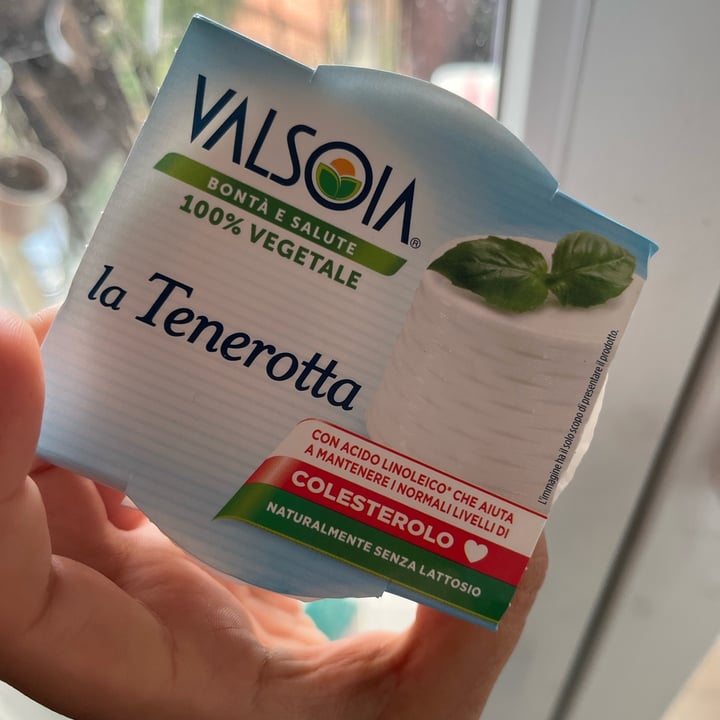 VALSOIA®
BONTÀ E SALUTE
100% VEGETALE
la Tenerotta
CON ACIDO LINOLEICO* CHE AIUTA
A MANTENERE I NORMALI LIVELLI DI
COLESTEROLO
NATURALMENTE SENZA LATTOSIO
L'immagine ha il solo scopo di presentare il prodotto.